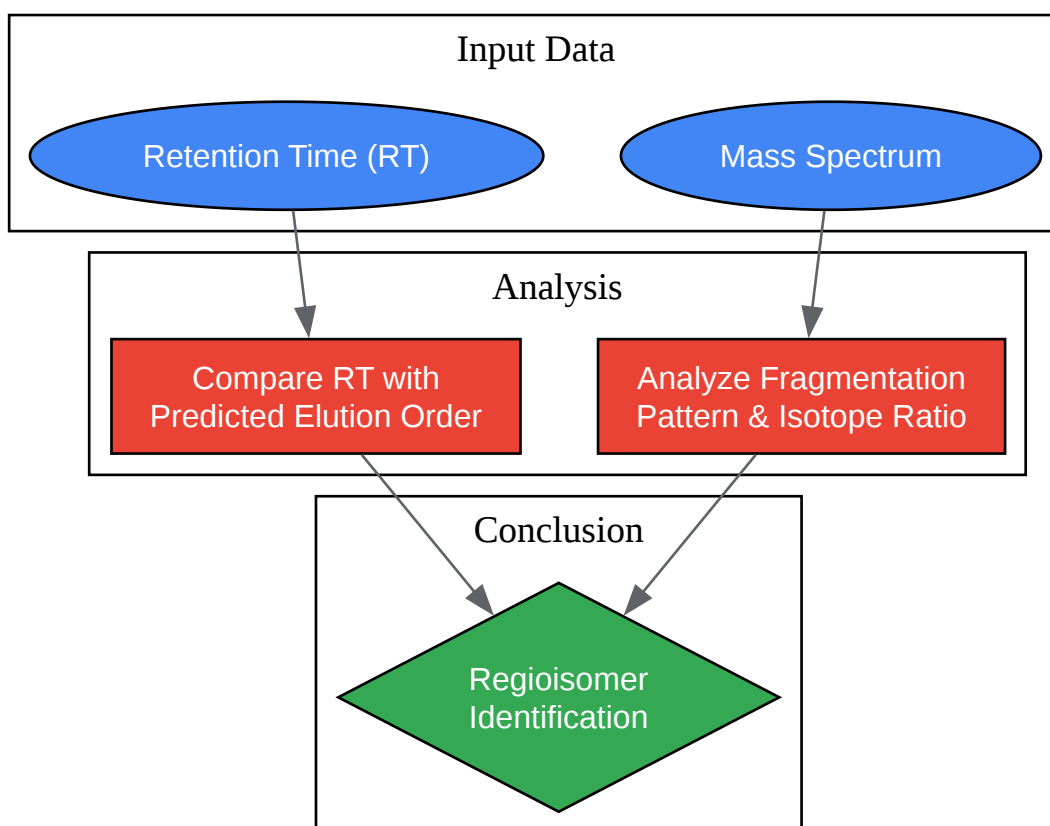 Input Data
Retention Time (RT)
Mass Spectrum
Analysis
Compare RT with
Predicted Elution Order
Analyze Fragmentation
Pattern & Isotope Ratio
Conclusion
Regioisomer
Identification